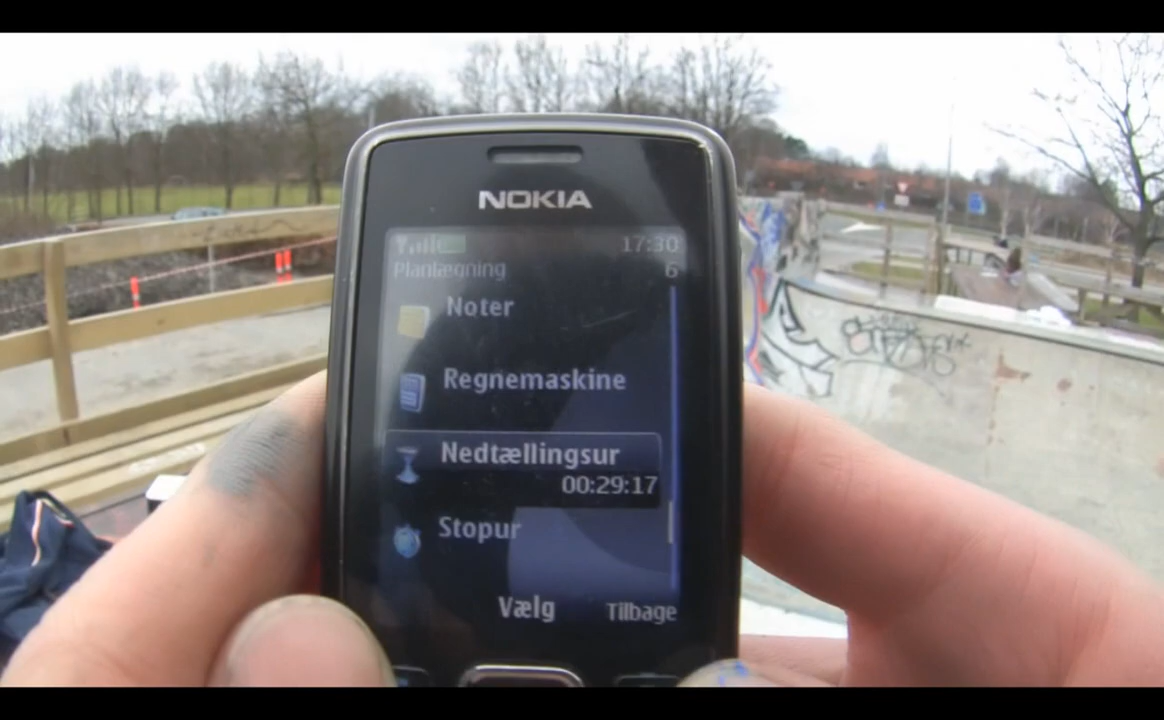 NOKIA
17:30
Planlægning 6
Noter
Regnemaskine
Nedtællingsur
00:29:17
Stopur
Vælg Tilbage